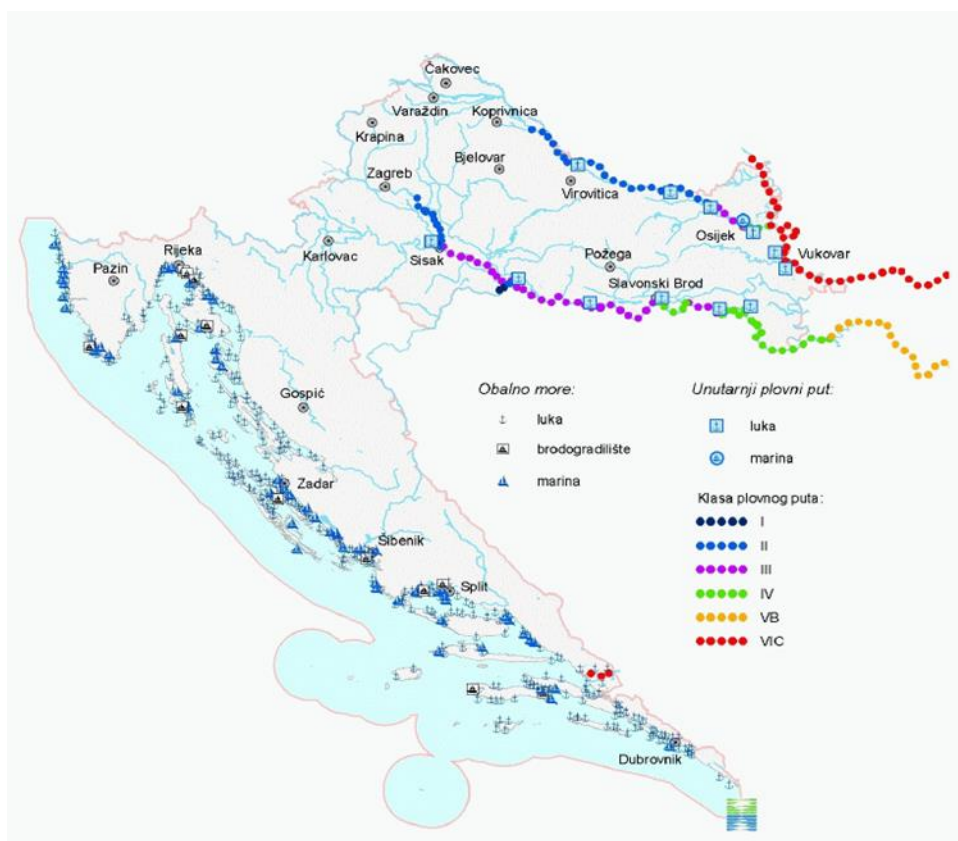 Čakovec
Varaždin
Koprivnica
Krapina
Bjelovar
Zagreb
Virovitica
Osijek
Rijeka
Karlovac
Sisak
Požega
Vukovar
Pazin
Slavonski Brod
Gospić
Obalno more:
luka
brodogradilište
marina
Unutarnji plovni put:
luka
marina
Zadar
Klasa plovnog puta:
I
II
III
IV
VB
VIC
Šibenik
Split
Dubrovnik